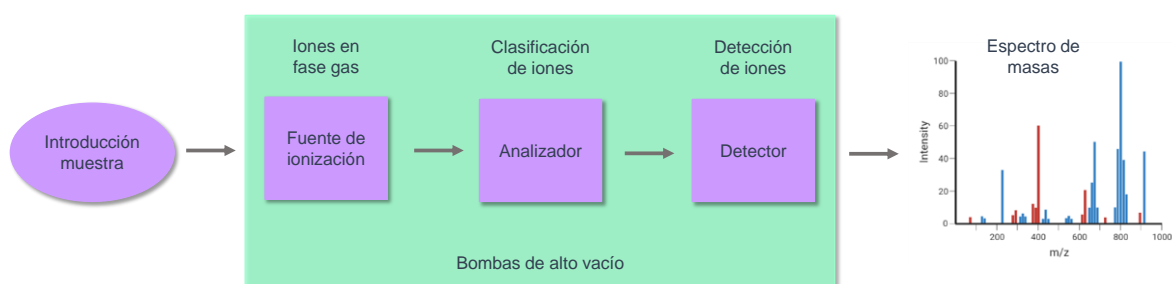 Introducción
muestra
Iones en
fase gas
Fuente de
ionización
Clasificación
de iones
Analizador
Detección
de iones
Detector
Bombas de alto vacío
Espectro de
masas
Intensity
100
80
60
40
20
0
200
400
600
800
1000
m/z